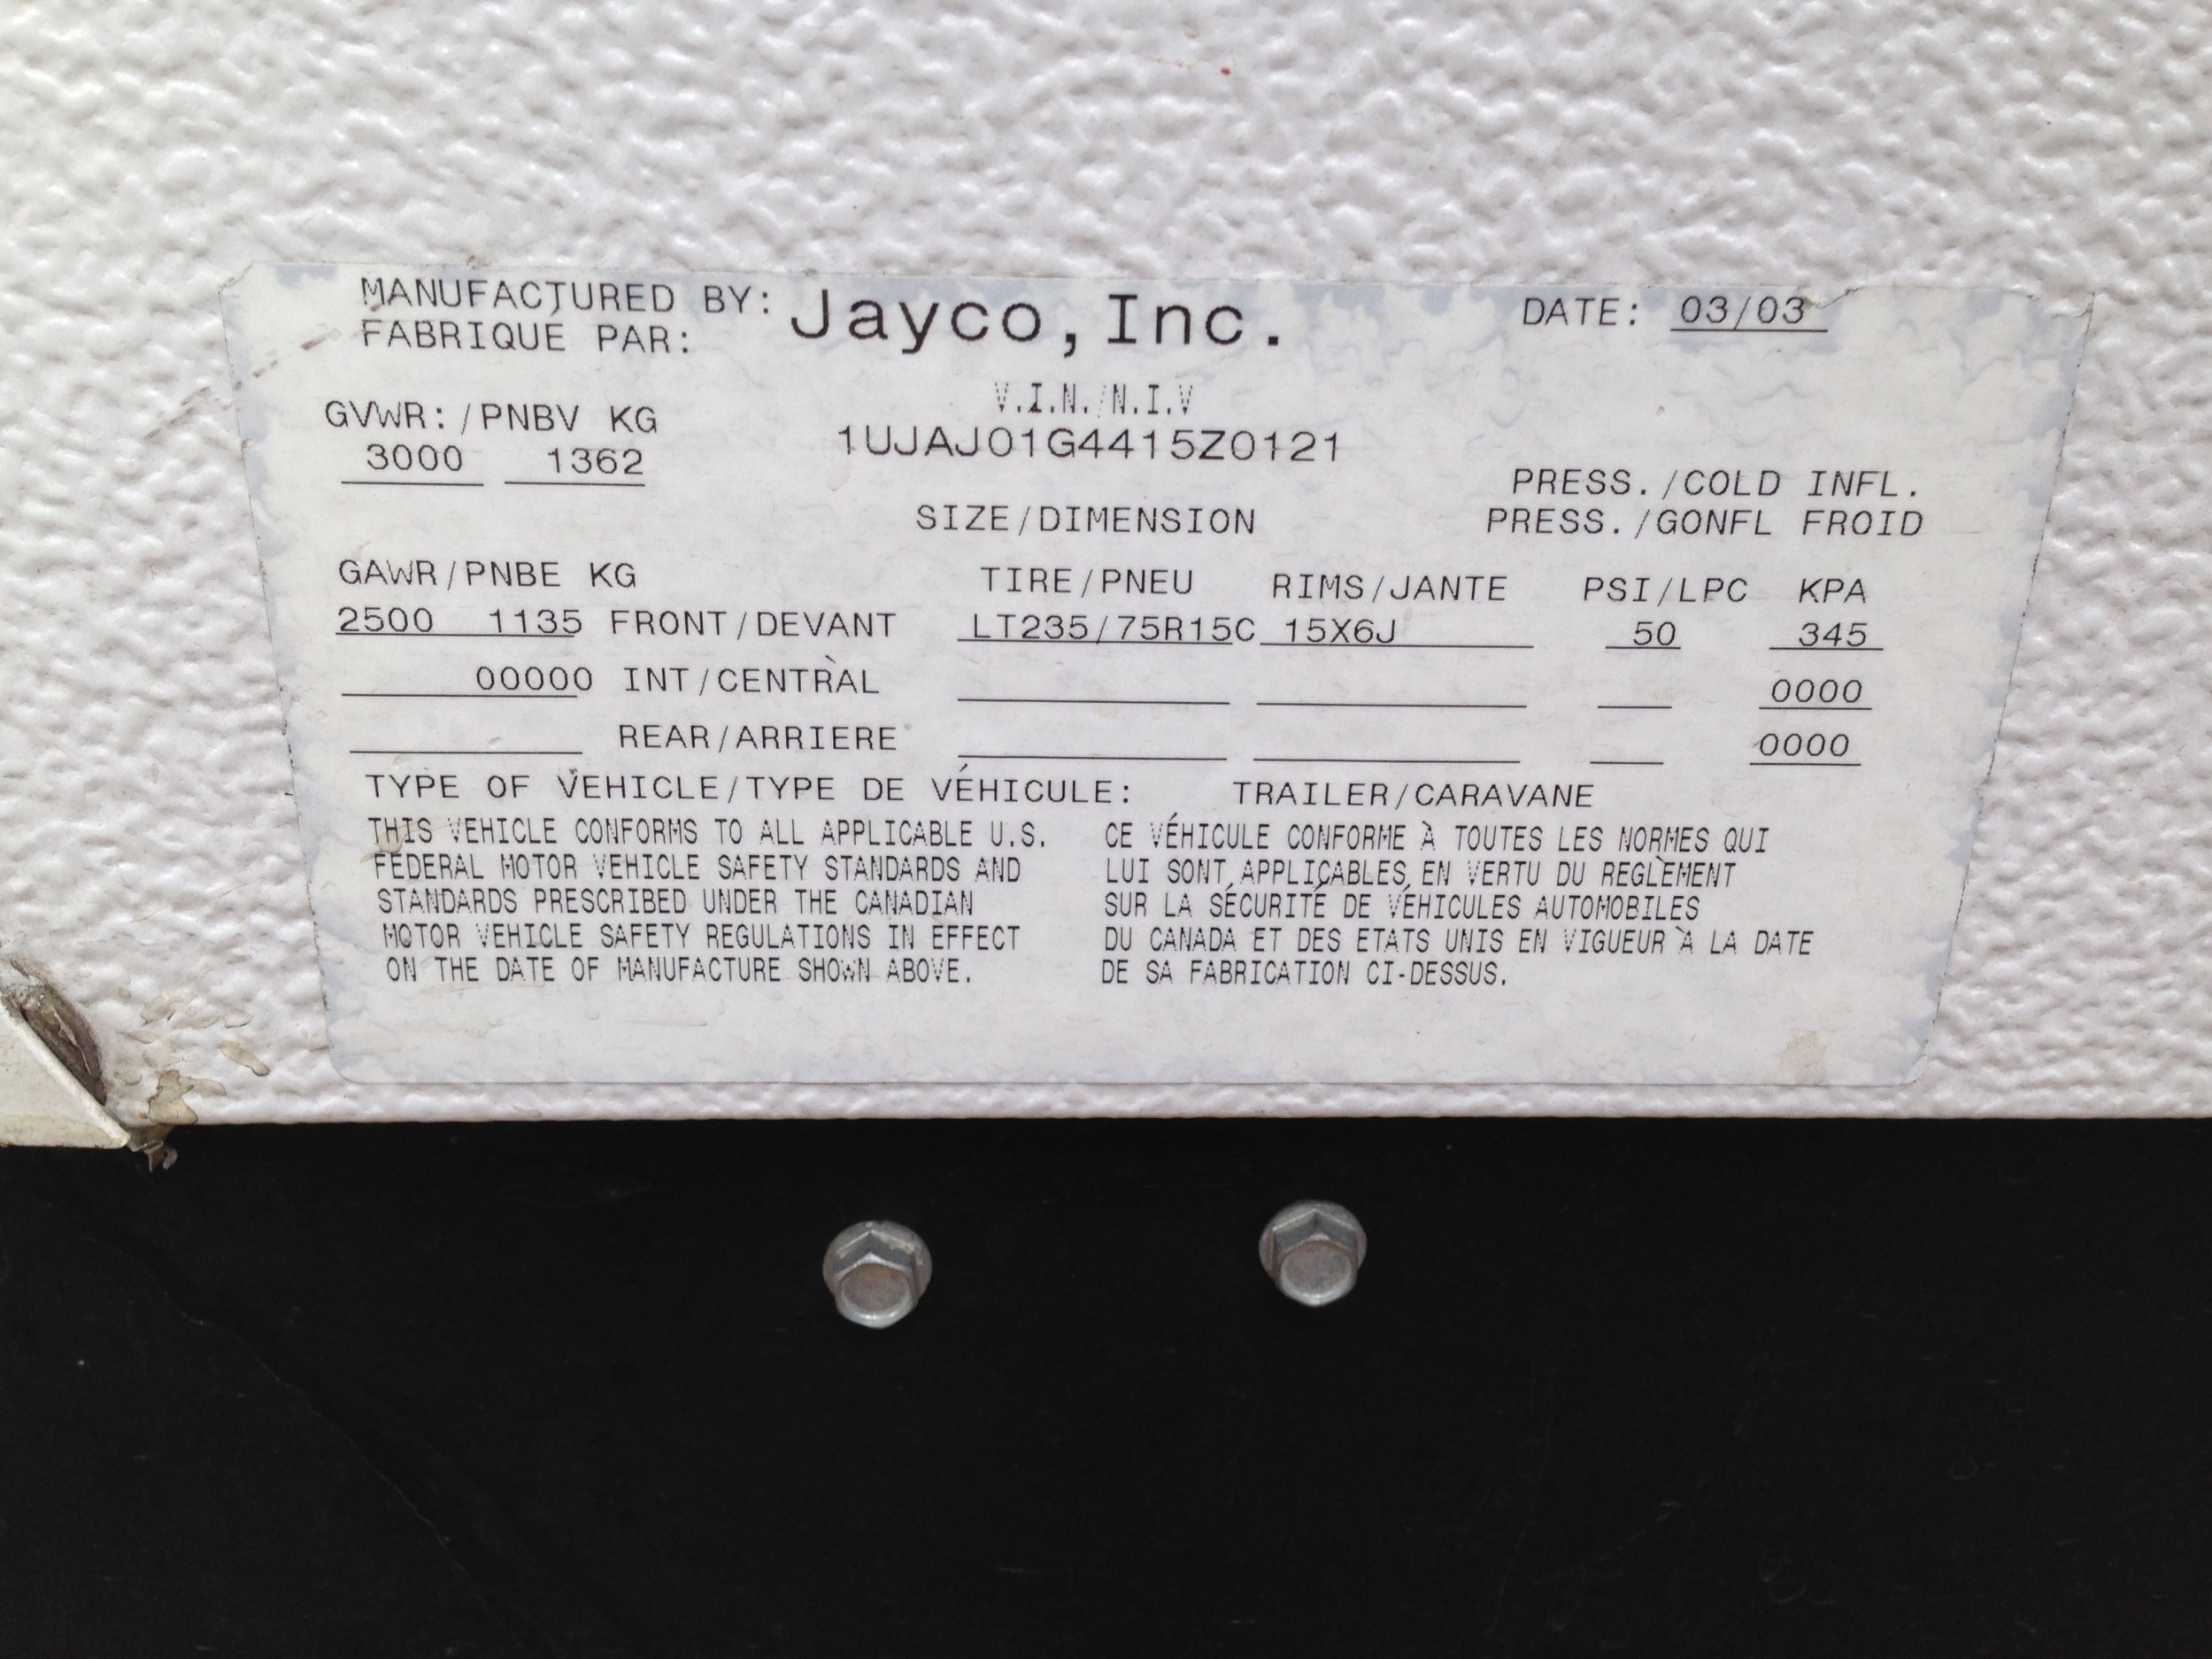 MANUFACTURED BY: Jayco, Inc. DATE: 03/03
FABRIQUE PAR:
V.I.N./N.I.V
GVWR:/PNBV KG
1UJAJ01G4415Z0121
3000 1362
PRESS./COLD INFL.
SIZE/DIMENSION PRESS./GONFL FROID
GAWR/PNBE KG TIRE/PNEU RIMS/JANTE PSI/LPC KPA
2500 1135 FRONT/DEVANT LT235/75R15C 15X6J 50 345
00000 INT/CENTRAL 0000
REAR/ARRIERE 0000
TYPE OF VEHICLE/TYPE DE VÉHICULE: TRAILER/CARAVANE
THIS VEHICLE CONFORMS TO ALL APPLICABLE U.S.
FEDERAL MOTOR VEHICLE SAFETY STANDARDS AND
STANDARDS PRESCRIBED UNDER THE CANADIAN
MOTOR VEHICLE SAFETY REGULATIONS IN EFFECT
ON THE DATE OF MANUFACTURE SHOWN ABOVE.
CE VÉHICULE CONFORME À TOUTES LES NORMES QUI
LUI SONT APPLICABLES EN VERTU DU REGLÈMENT
SUR LA SÉCURITÉ DE VÉHICULES AUTOMOBILES
DU CANADA ET DES ETATS UNIS EN VIGUEUR À LA DATE
DE SA FABRICATION CI-DESSUS.